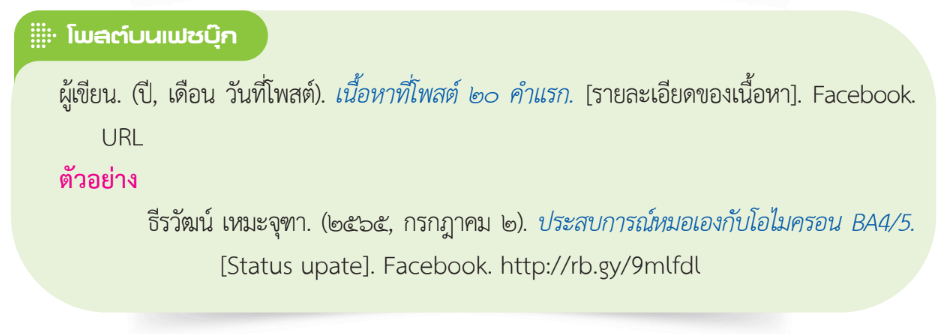 โพสต์บนเฟซบุ๊ก
ผู้เขียน. (ปี, เดือน วันที่โพสต์). เนื้อหาที่โพสต์ ๒๐ คำแรก. [รายละเอียดของเนื้อหา]. Facebook.
URL
ตัวอย่าง
ธีรวัฒน์ เหมะจุฑา. (๒๕๖๕, กรกฎาคม ๒). ประสบการณ์หมอเองกับโอไมครอน BA4/5.
[Status upate]. Facebook. http://rb.gy/9mlfdl